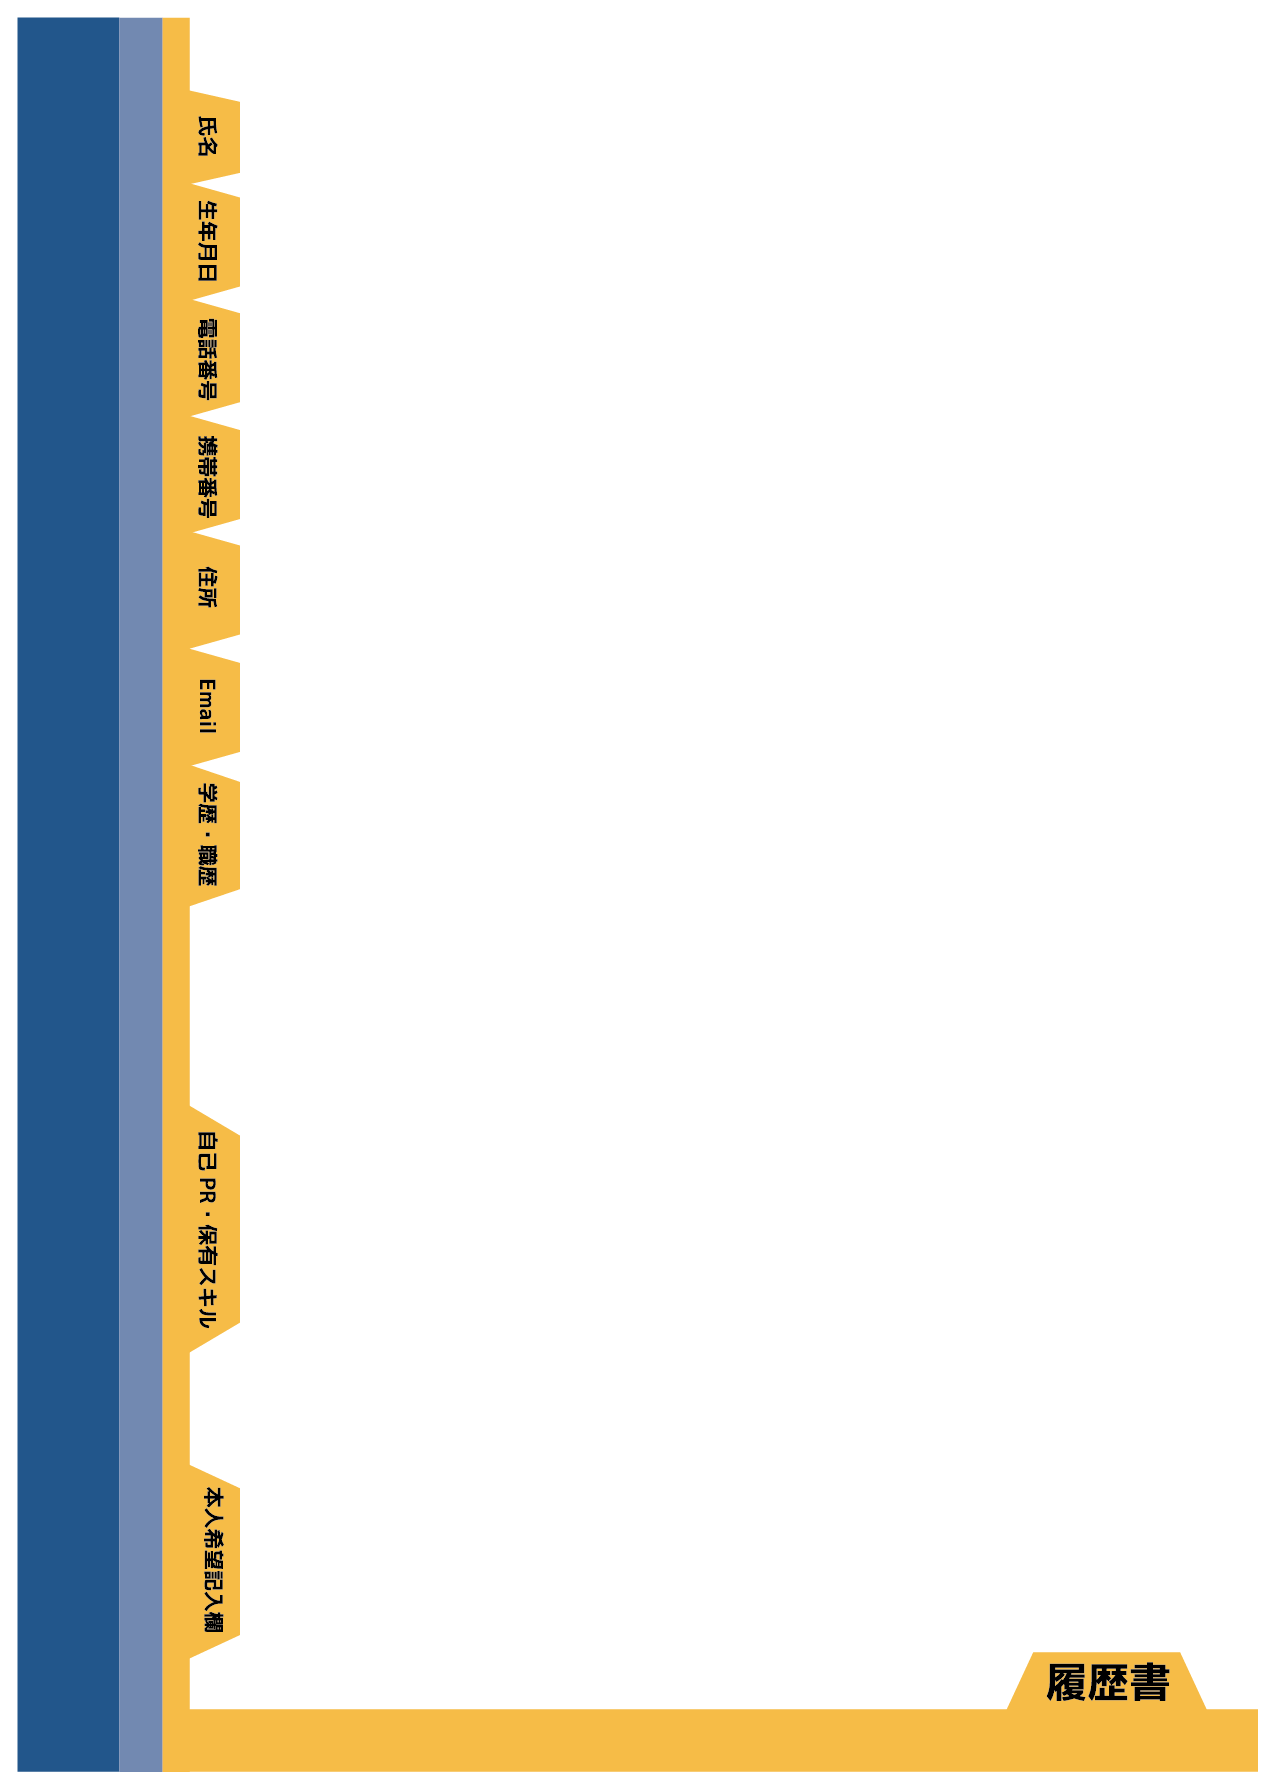 氏名
生年月日
電話番号
携帯番号
住所
Email
学歴・職歴
自己PR・保有スキル
本人希望記入欄
履歴書